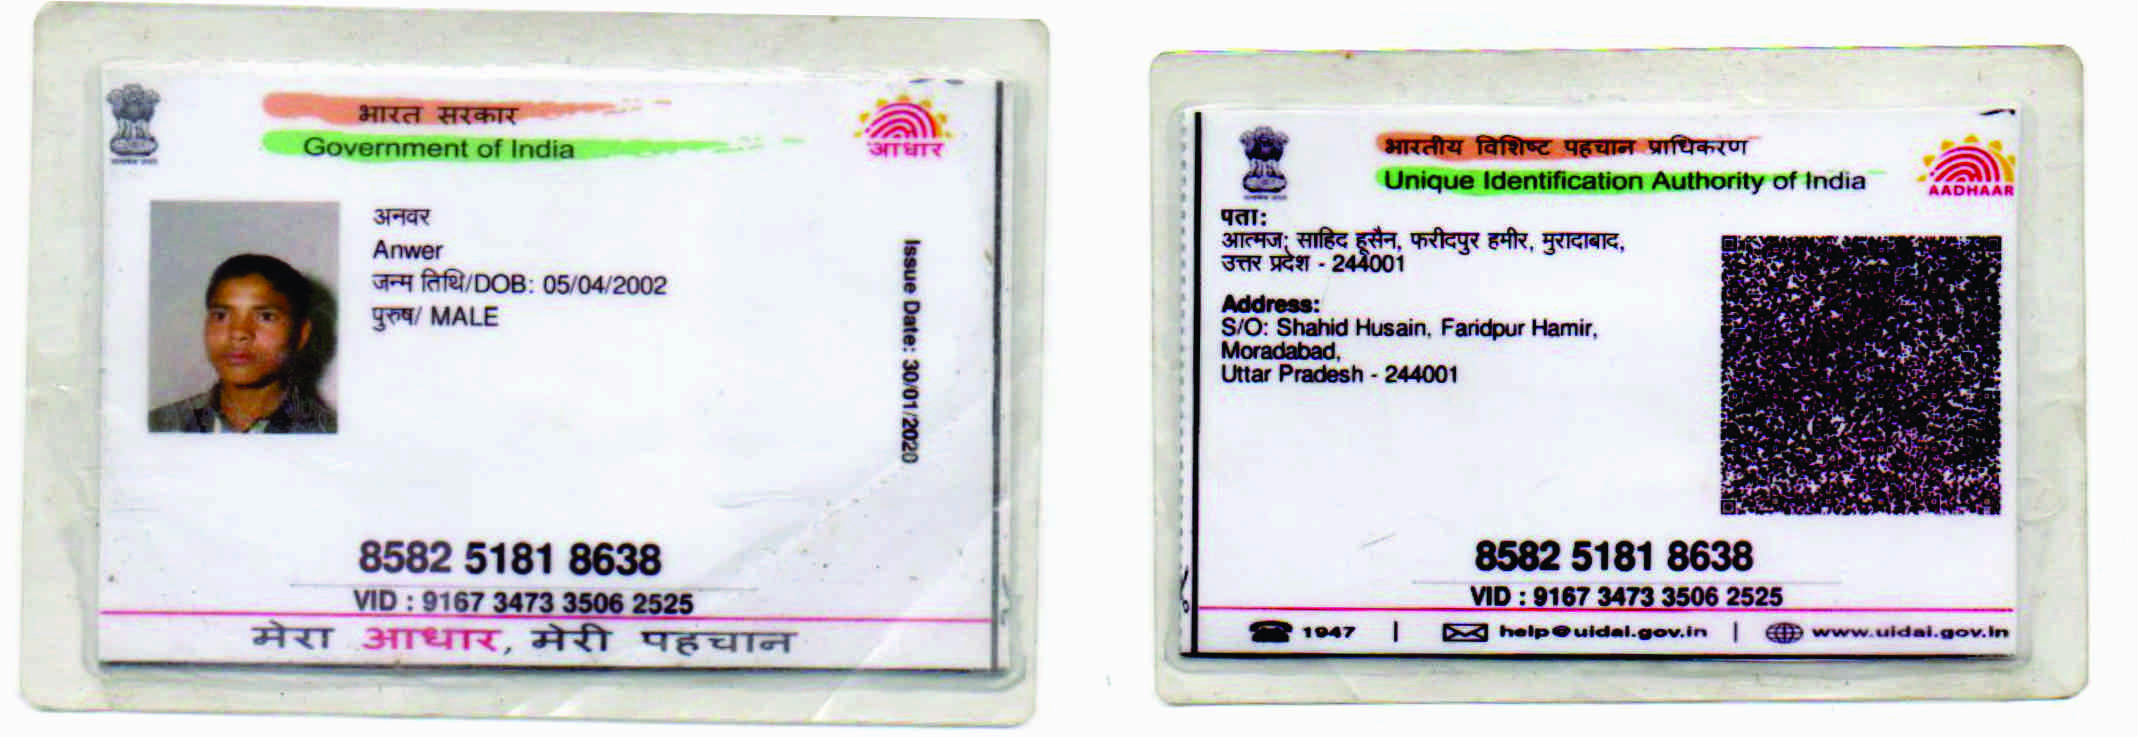 भारत सरकार
Government of India
आधार
अनवर
Anwer
जन्म तिथि/DOB: 05/04/2002
पुरुष/ MALE
Issue Date: 30/01/2020
8582 5181 8638
VID : 9167 3473 3506 2525
मेरा आधार, मेरी पहचान
भारतीय विशिष्ट पहचान प्राधिकरण
Unique Identification Authority of India
AADHAAR
पता:
आत्मज: साहिद हूसैन, फरीदपुर हमीर, मुरादाबाद,
उत्तर प्रदेश - 244001
Address:
S/O: Shahid Husain, Faridpur Hamir,
Moradabad,
Uttar Pradesh - 244001
8582 5181 8638
VID : 9167 3473 3506 2525
1947 | help@uidai.gov.in | www.uidai.gov.in